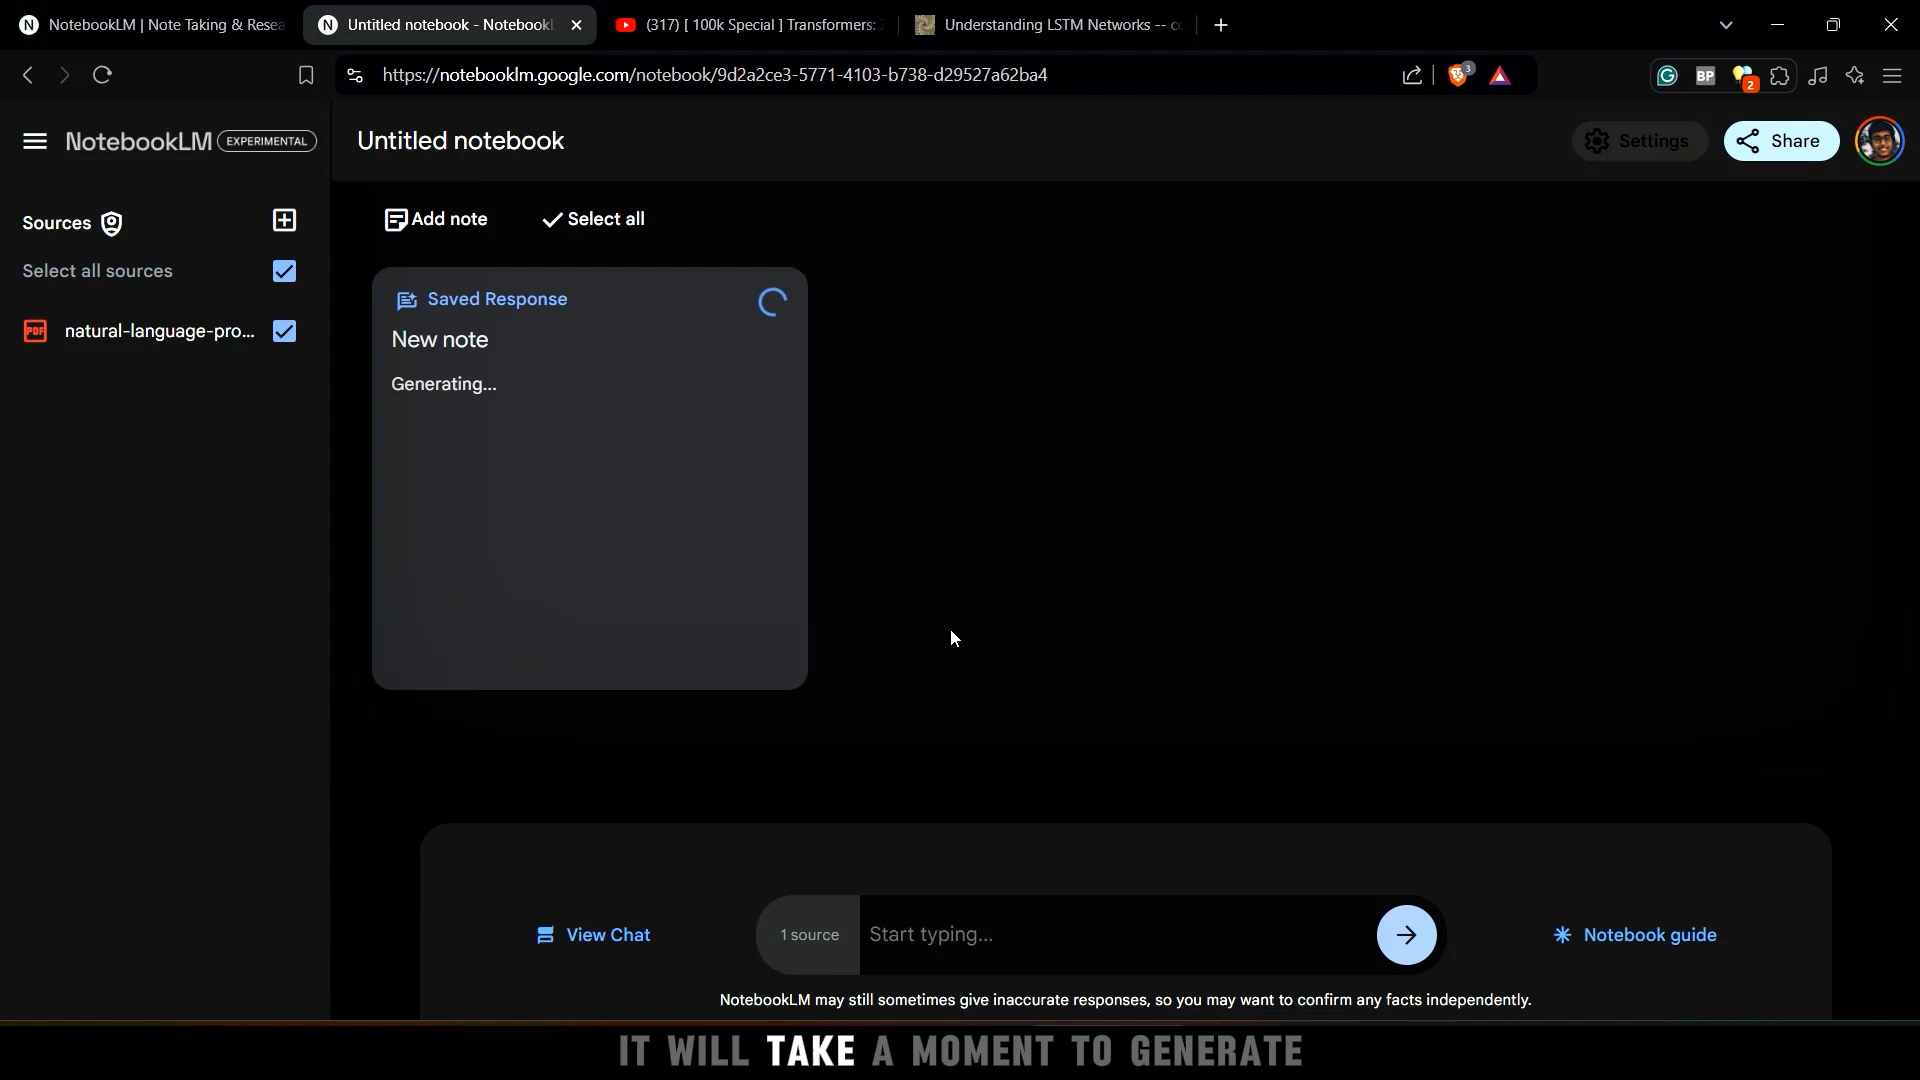 NotebookLM | Note Taking & Resea
Untitled notebook - NotebookL
(317) [ 100k Special ] Transformers:
Understanding LSTM Networks -- c
https://notebooklm.google.com/notebook/9d2a2ce3-5771-4103-b738-d29527a62ba4
3
BP
2
NotebookLM EXPERIMENTAL
Untitled notebook
Settings
Share
Sources
Add note
Select all
Select all sources
Saved Response
PDF natural-language-pro...
New note
Generating...
View Chat
1 source
Start typing...
Notebook guide
NotebookLM may still sometimes give inaccurate responses, so you may want to confirm any facts independently.
IT WILL TAKE A MOMENT TO GENERATE